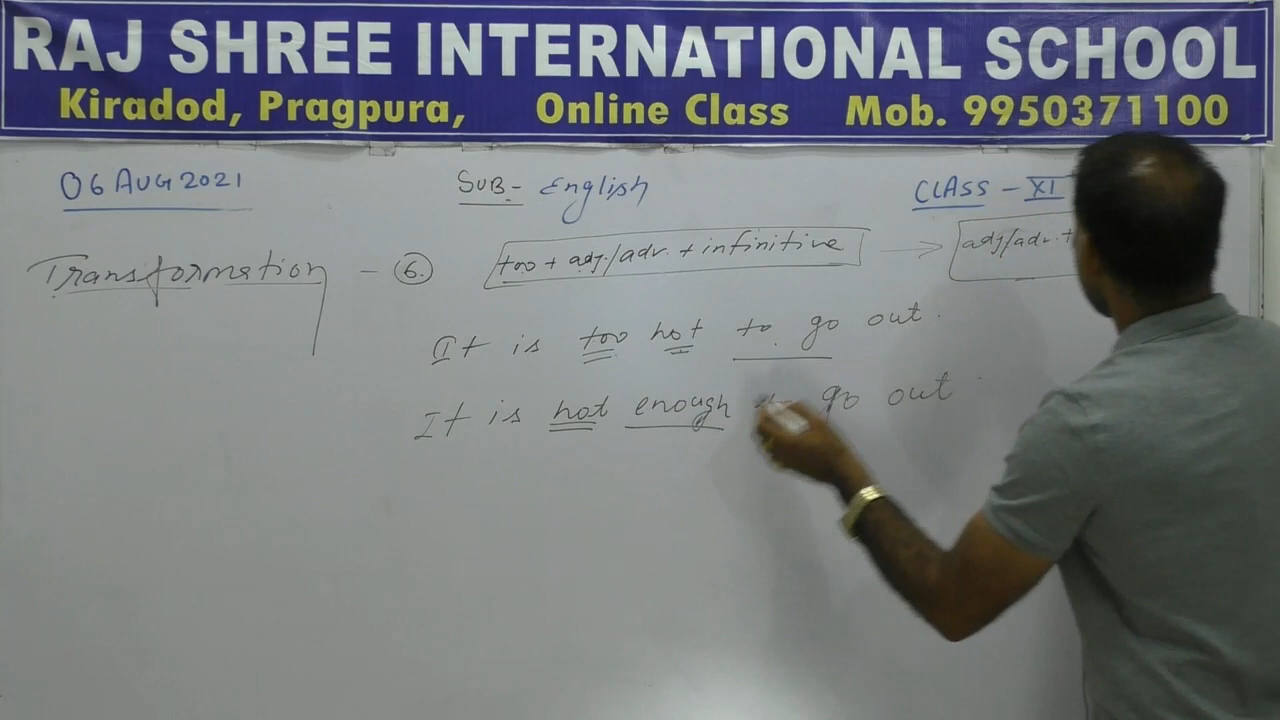 RAJ SHREE INTERNATIONAL SCHOOL
Kiradod, Pragpura, Online Class Mob. 9950371100
06 AUG 2021 SUB- English CLASS - XI
Transformation - 6. too + adj./adv. + infinitive → adj/adv. +
It is too hot to go out.
It is hot enough to go out